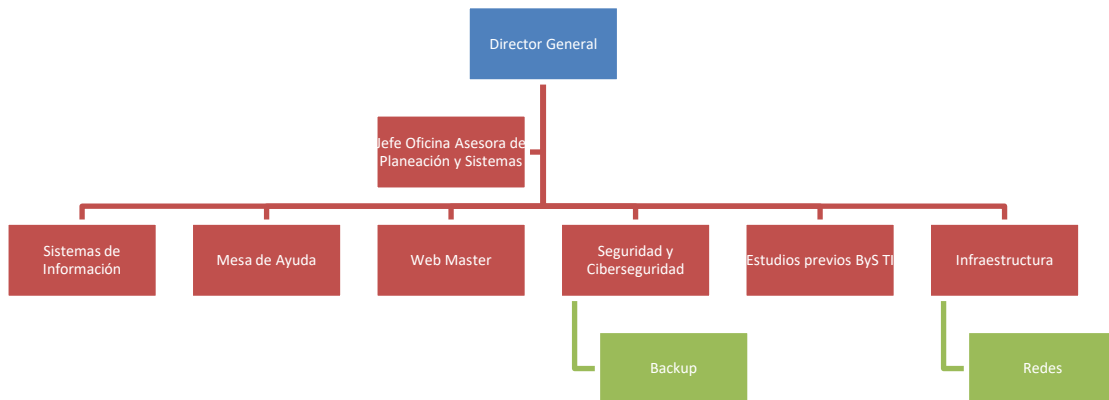 Director General
Jefe Oficina Asesora de
Planeación y Sistemas
Sistemas de
Información
Mesa de Ayuda
Web Master
Seguridad y
Ciberseguridad
Estudios previos ByS TI
Infraestructura
Backup
Redes